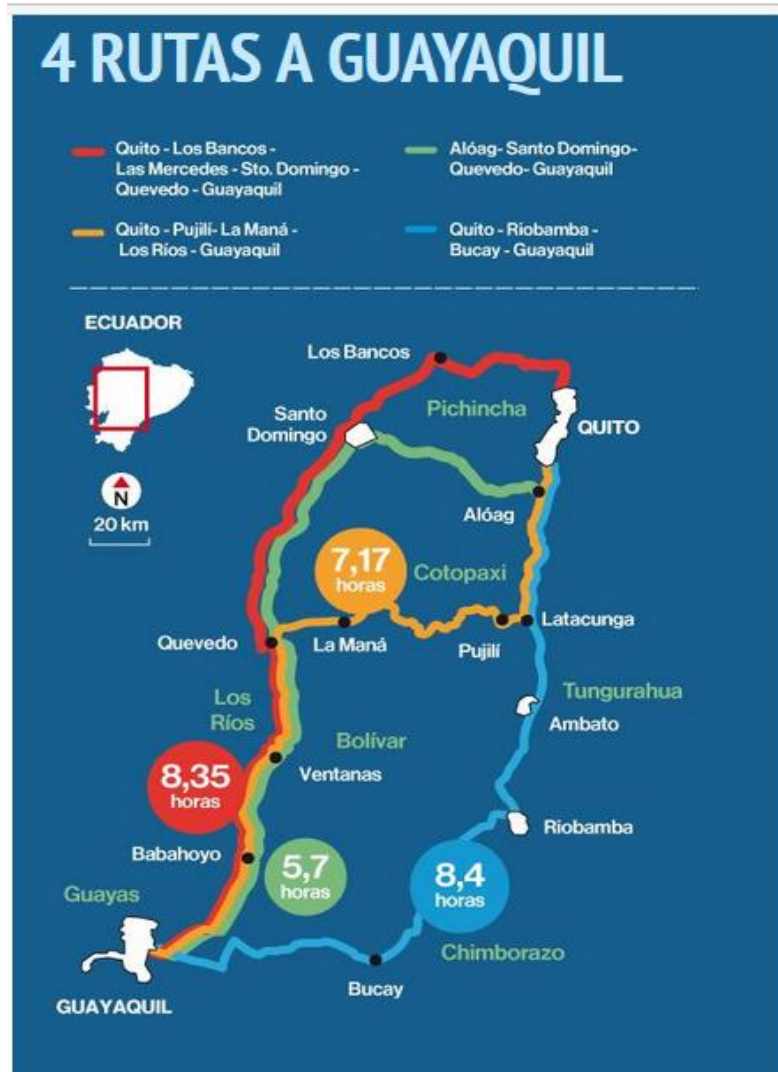 4 RUTAS A GUAYAQUIL
Quito - Los Bancos -
Las Mercedes - Sto. Domingo -
Quevedo - Guayaquil
Alóag- Santo Domingo-
Quevedo- Guayaquil
Quito - Pujilí- La Maná -
Los Ríos - Guayaquil
Quito - Riobamba -
Bucay - Guayaquil
ECUADOR
N
20 km
Los Bancos
Pichincha
Santo
Domingo
QUITO
Alóag
7,17
horas
Cotopaxi
Quevedo
La Maná
Pujilí
Latacunga
Los
Ríos
Tungurahua
Ambato
Bolívar
Ventanas
8,35
horas
Riobamba
Babahoyo
5,7
horas
8,4
horas
Guayas
Chimborazo
Bucay
GUAYAQUIL